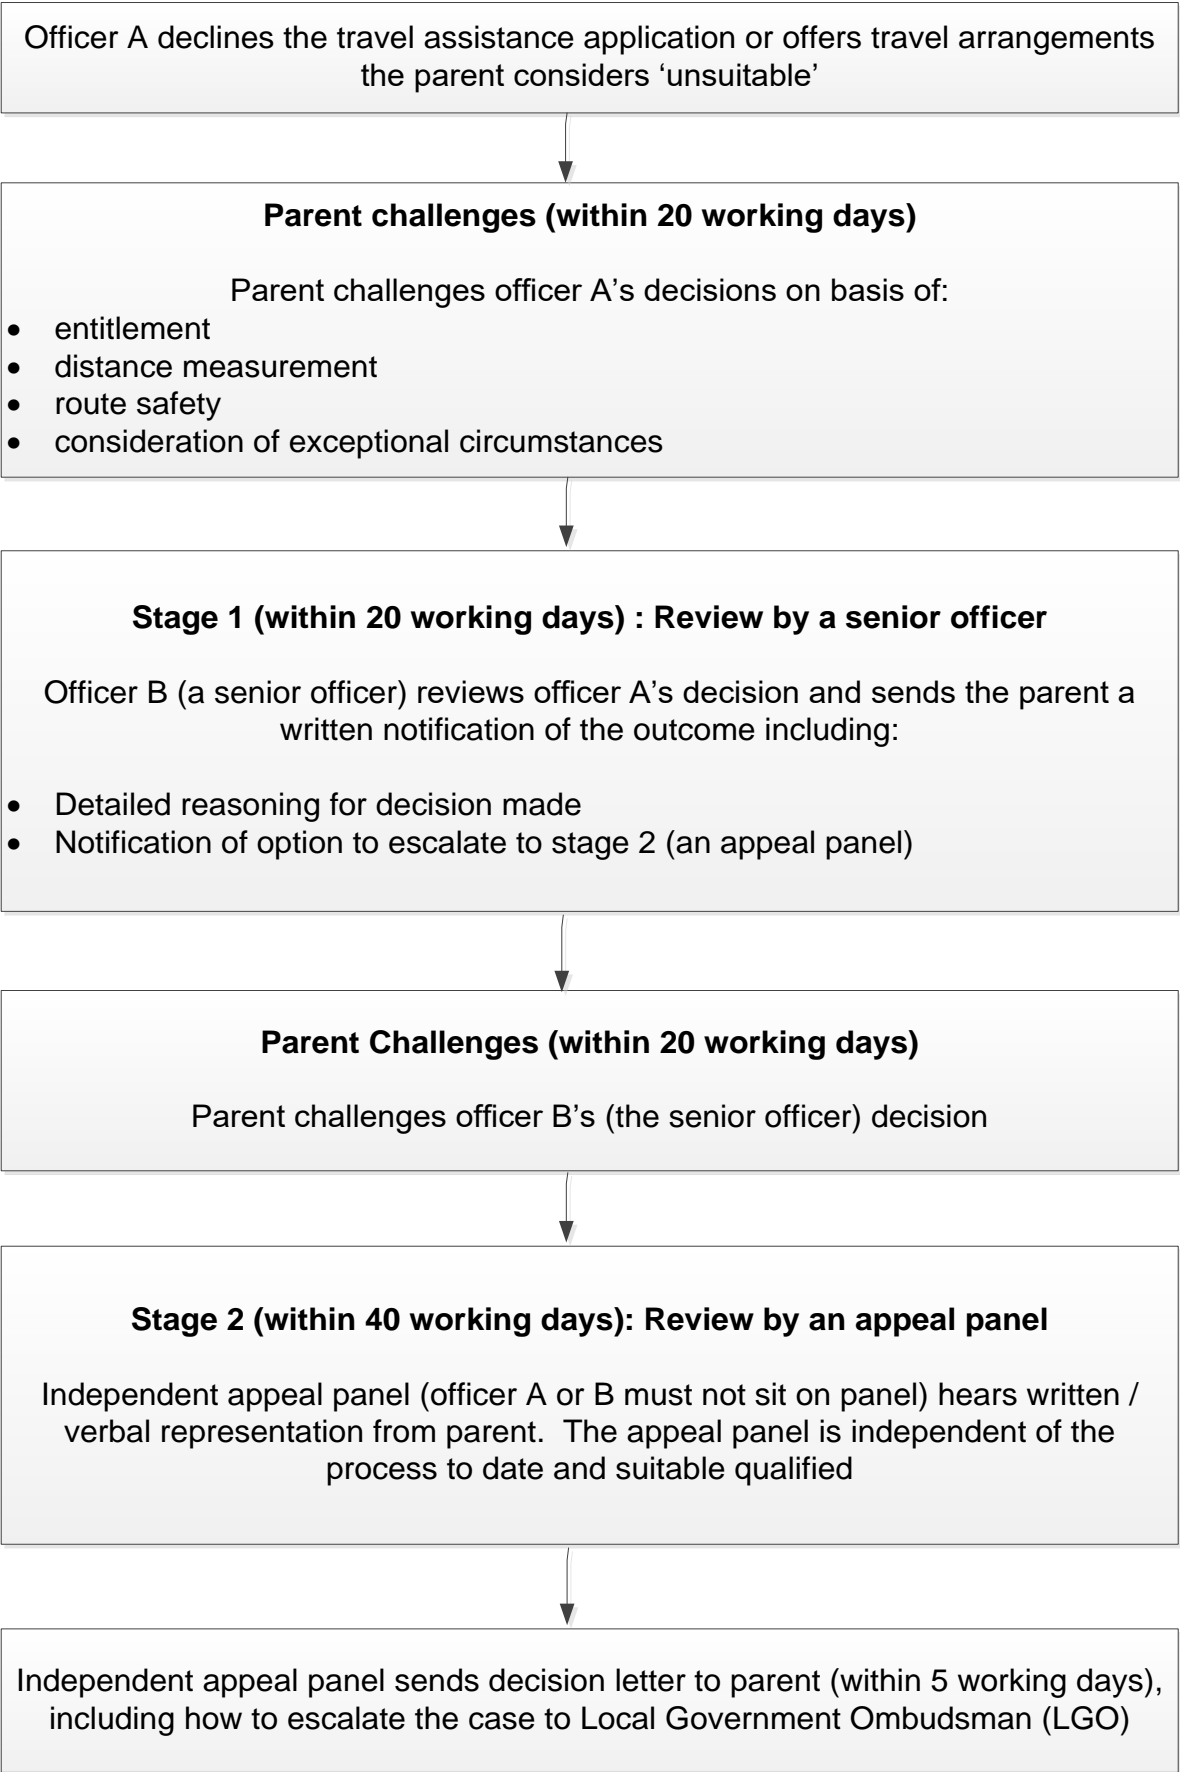 Officer A declines the travel assistance application or offers travel arrangements
the parent considers ‘unsuitable’
Parent challenges (within 20 working days)
Parent challenges officer A’s decisions on basis of:
• entitlement
• distance measurement
• route safety
• consideration of exceptional circumstances
Stage 1 (within 20 working days) : Review by a senior officer
Officer B (a senior officer) reviews officer A’s decision and sends the parent a
written notification of the outcome including:
• Detailed reasoning for decision made
• Notification of option to escalate to stage 2 (an appeal panel)
Parent Challenges (within 20 working days)
Parent challenges officer B’s (the senior officer) decision
Stage 2 (within 40 working days): Review by an appeal panel
Independent appeal panel (officer A or B must not sit on panel) hears written /
verbal representation from parent.  The appeal panel is independent of the
process to date and suitable qualified
Independent appeal panel sends decision letter to parent (within 5 working days),
including how to escalate the case to Local Government Ombudsman (LGO)